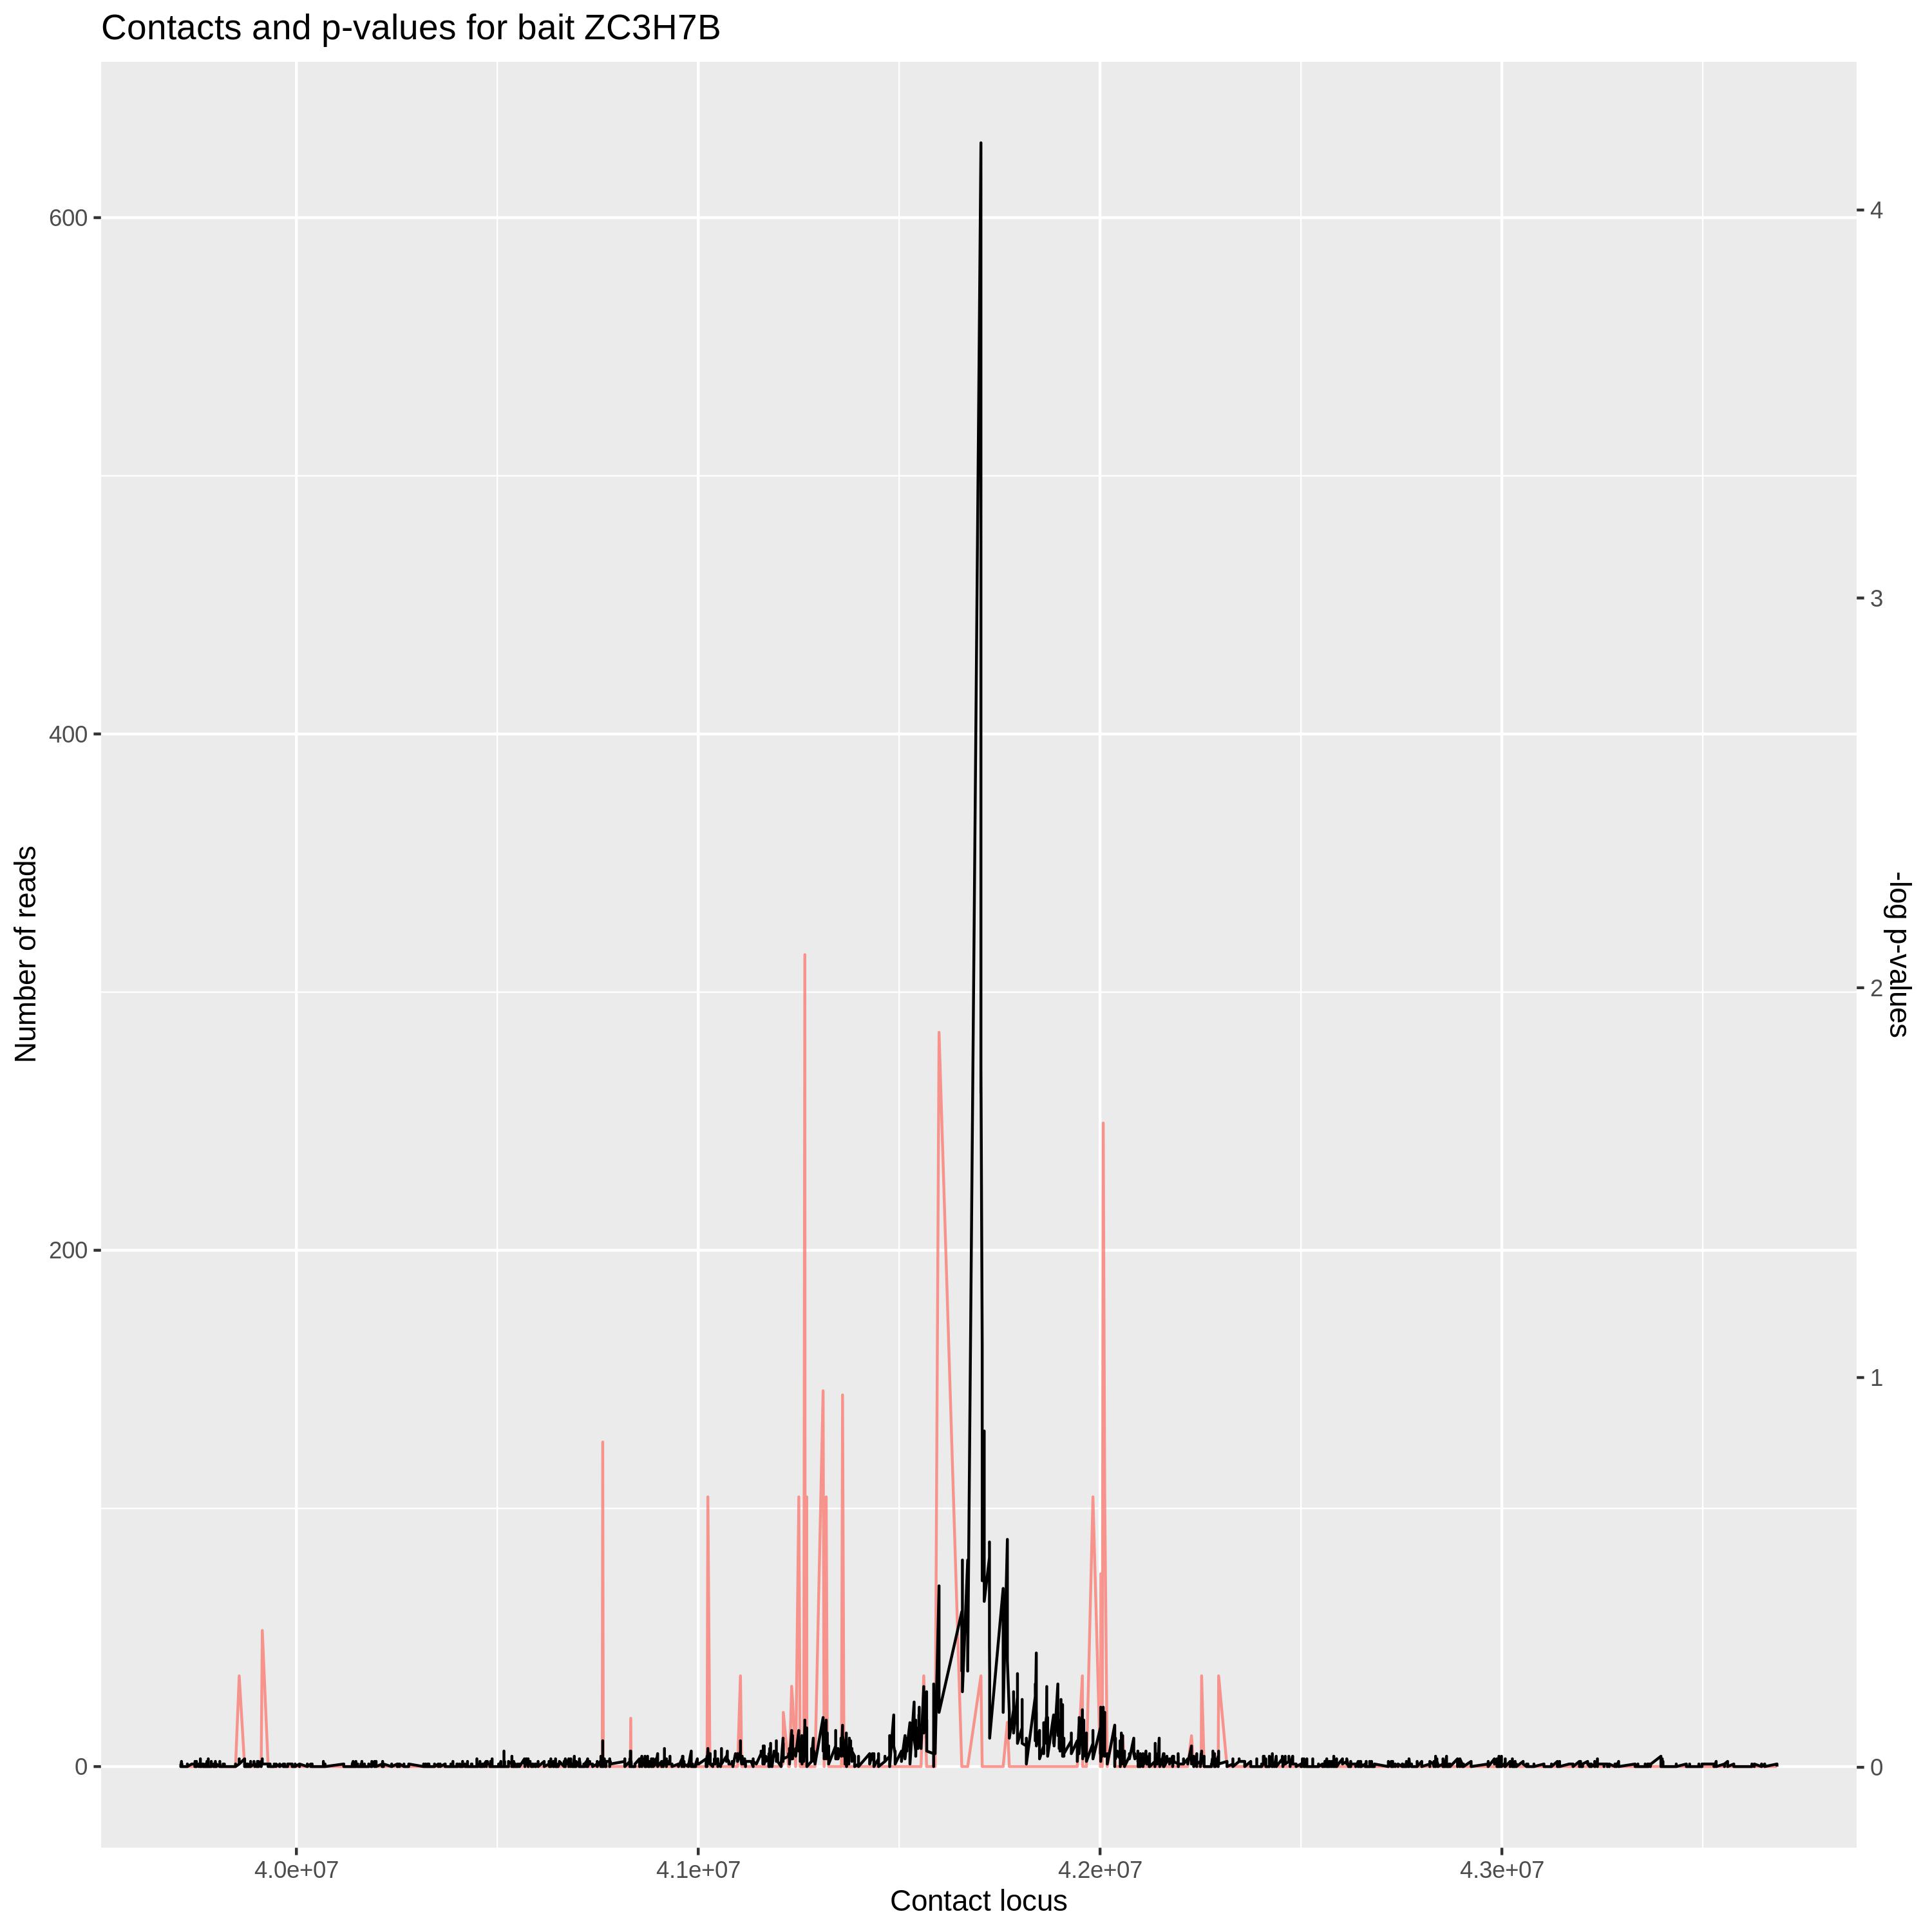 Contacts and p-values for bait ZC3H7B
600
400
200
0
Number of reads
4
3
2
1
0
-log p-values
4.0e+07
4.1e+07
4.2e+07
4.3e+07
Contact locus